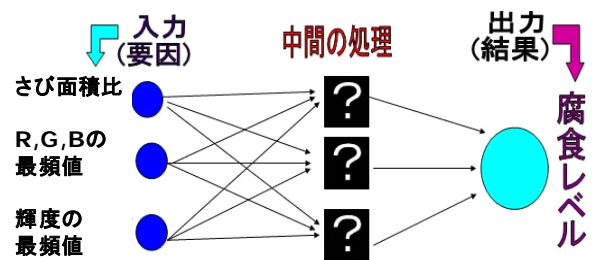 入力
(要因)
中間の処理
出力
(結果)
さび面積比
R,G,Bの
最頻値
輝度の
最頻値
?
?
?
腐食レベル